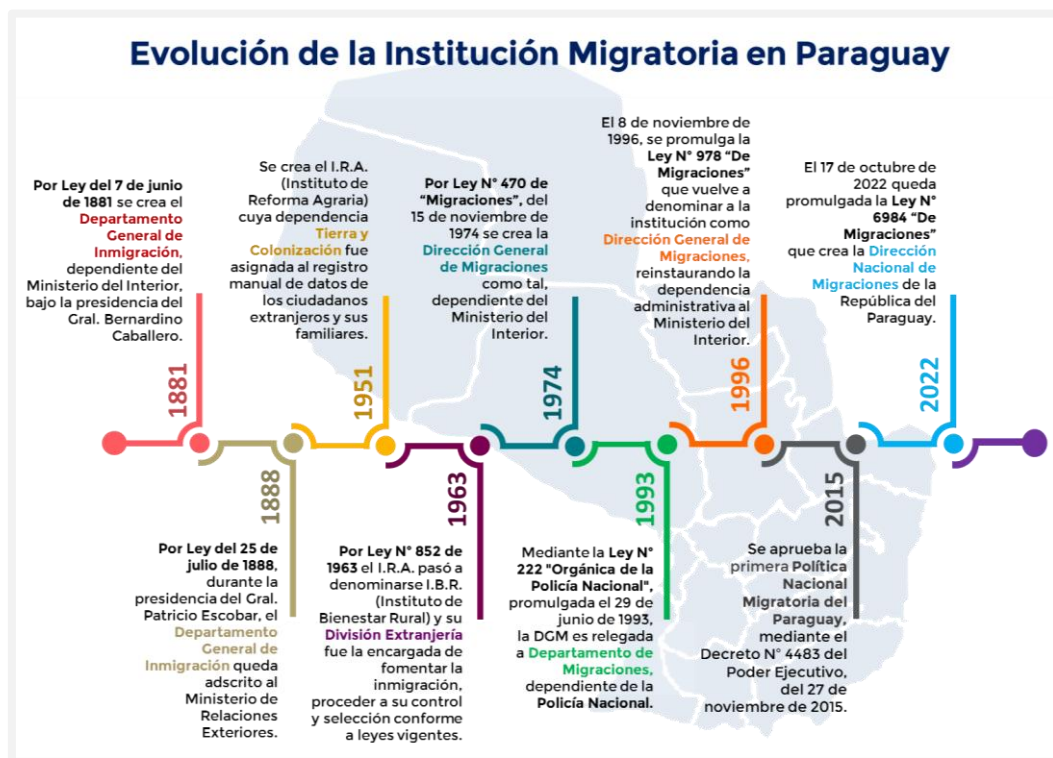 Evolución de la Institución Migratoria en Paraguay
Por Ley del 7 de junio
de 1881 se crea el
Departamento
General de
Inmigración,
dependiente del
Ministerio del Interior,
bajo la presidencia del
Gral. Bernardino
Caballero.
1881
Por Ley del 25 de
julio de 1888,
durante la
presidencia del Gral.
Patricio Escobar, el
Departamento
General de
Inmigración queda
adscrito al
Ministerio de
Relaciones
Exteriores.
1888
Se crea el I.R.A.
(Instituto de
Reforma Agraria)
cuya dependencia
Tierra y
Colonización fue
asignada al registro
manual de datos de
los ciudadanos
extranjeros y sus
familiares.
1951
Por Ley N° 852 de
1963 el I.R.A. pasó a
denominarse I.B.R.
(Instituto de
Bienestar Rural) y su
División Extranjería
fue la encargada de
fomentar la
inmigración,
proceder a su control
y selección conforme
a leyes vigentes.
1963
Por Ley N° 470 de
"Migraciones", del
15 de noviembre de
1974 se crea la
Dirección General
de Migraciones
como tal,
dependiente del
Ministerio del
Interior.
1974
Mediante la Ley N°
222 "Orgánica de la
Policía Nacional",
promulgada el 29 de
junio de 1993,
la DGM es relegada
a Departamento de
Migraciones,
dependiente de la
Policía Nacional.
1993
El 8 de noviembre de
1996, se promulga la
Ley N° 978 "De
Migraciones"
que vuelve a
denominar a la
institución como
Dirección General de
Migraciones,
reinstaurando la
dependencia
administrativa al
Ministerio del
Interior.
1996
Se aprueba la
primera Política
Nacional
Migratoria del
Paraguay,
mediante el
Decreto N° 4483 del
Poder Ejecutivo,
del 27 de
noviembre de 2015.
2015
El 17 de octubre de
2022 queda
promulgada la Ley N°
6984 "De
Migraciones"
que crea la Dirección
Nacional de
Migraciones de la
República del
Paraguay.
2022